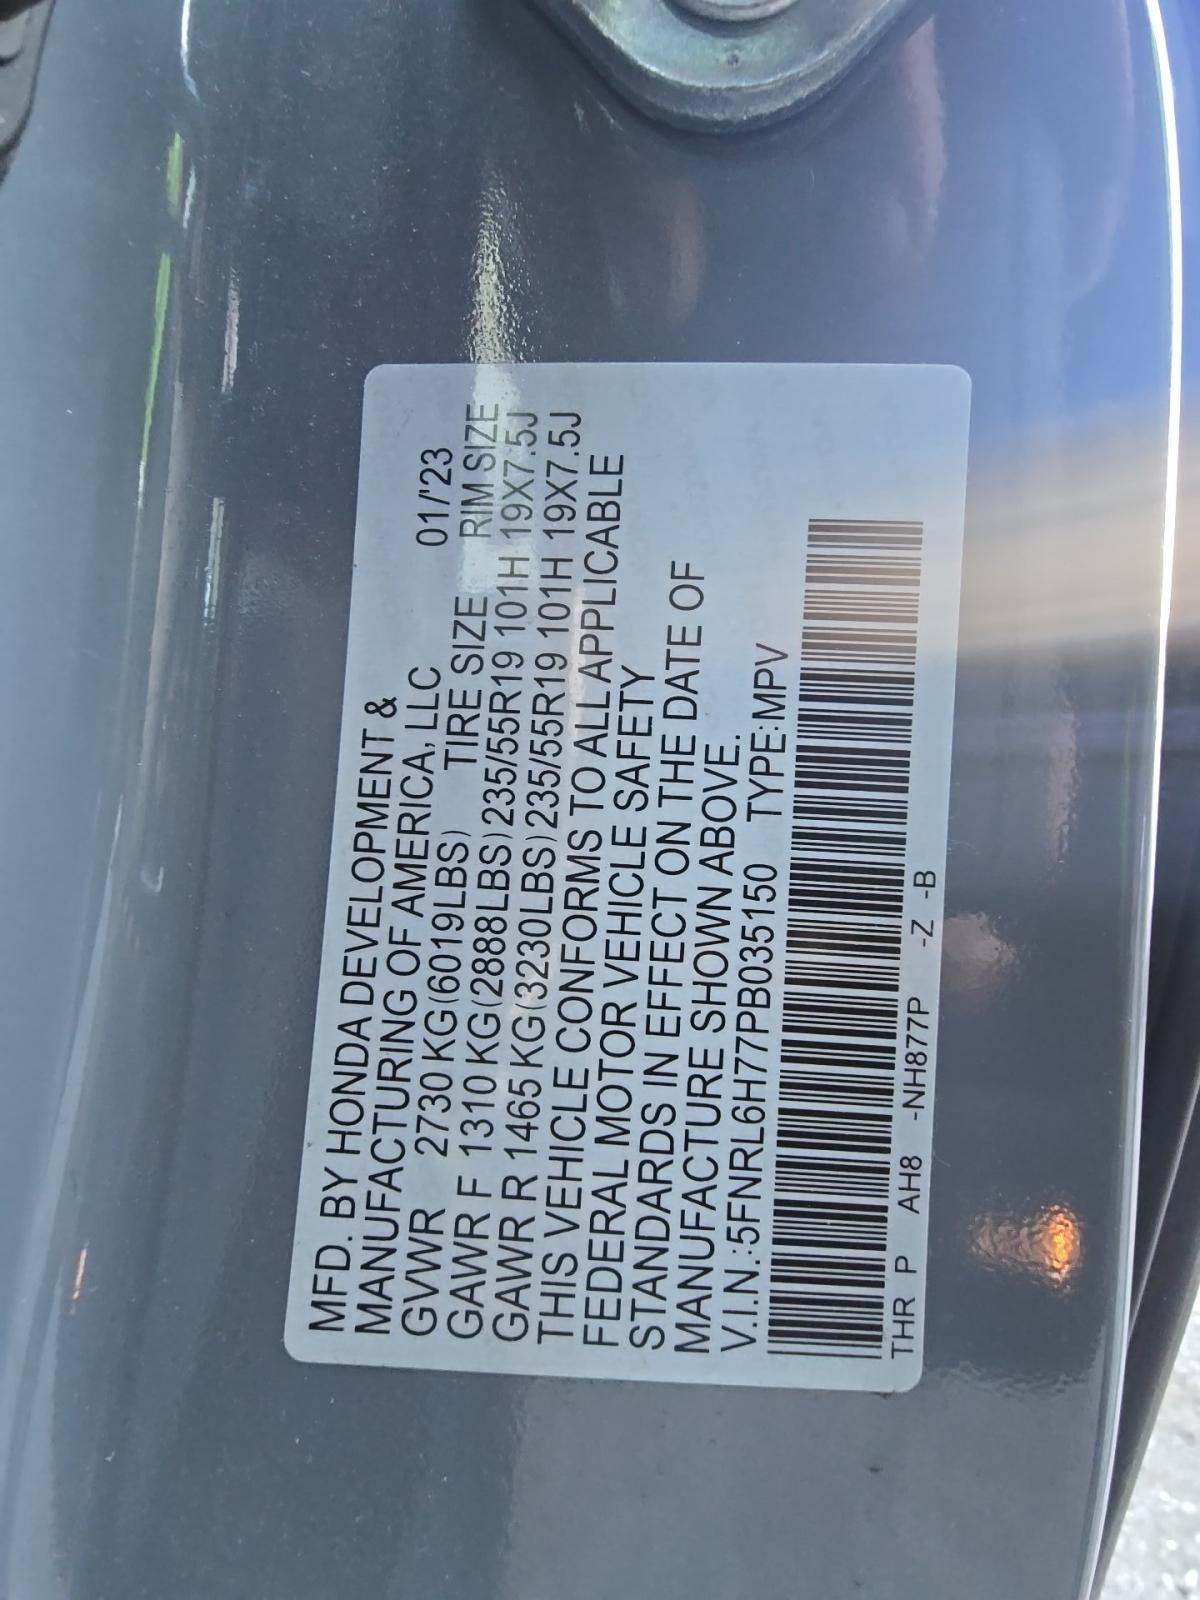 MFD. BY HONDA DEVELOPMENT &
MANUFACTURING OF AMERICA, LLC 01/'23
GVWR 2730 KG(6019LBS) TIRE SIZE RIM SIZE
GAWR F 1310 KG(2888LBS)235/55R19 101H 19X7.5J
GAWR R 1465 KG(3230LBS)235/55R19 101H 19X7.5J
THIS VEHICLE CONFORMS TO ALL APPLICABLE
FEDERAL MOTOR VEHICLE SAFETY
STANDARDS IN EFFECT ON THE DATE OF
MANUFACTURE SHOWN ABOVE.
V.I.N.:5FNRL6H77PB035150 TYPE:MPV
THR P AH8 -NH877P -Z -B